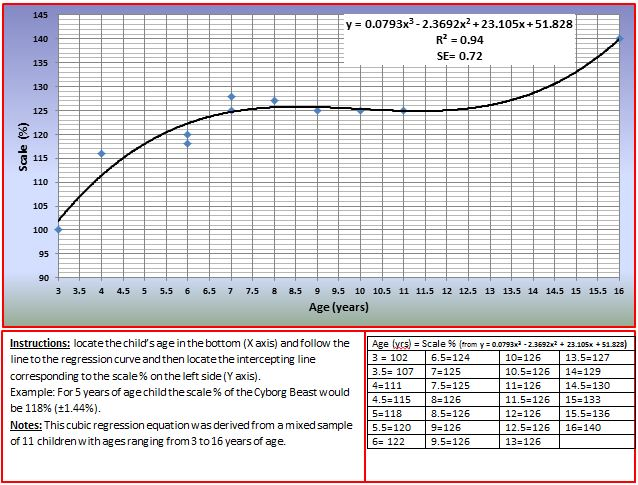 145
140
135
130
125
120
115
110
105
100
95
90
Scale (%)
y = 0.0793x³ - 2.3692x² + 23.105x + 51.828
R² = 0.94
SE= 0.72
3 3.5 4 4.5 5 5.5 6 6.5 7 7.5 8 8.5 9 9.5 10 10.5 11 11.5 12 12.5 13 13.5 14 14.5 15 15.5 16
Age (years)
Instructions: locate the child's age in the bottom (X axis) and follow the
line to the regression curve and then locate the intercepting line
corresponding to the scale % on the left side (Y axis).
Example: For 5 years of age child the scale % of the Cyborg Beast would
be 118% (±1.44%).
Notes: This cubic regression equation was derived from a mixed sample
of 11 children with ages ranging from 3 to 16 years of age.
Age (yrs) = Scale % (from y = 0.0793x³ - 2.3692x² + 23.105x + 51.828)
3 = 102 6.5=124 10=126 13.5=127
3.5= 107 7=125 10.5=126 14=129
4=111 7.5=125 11=126 14.5=130
4.5=115 8=126 11.5=126 15=133
5=118 8.5=126 12=126 15.5=136
5.5=120 9=126 12.5=126 16=140
6= 122 9.5=126 13=126